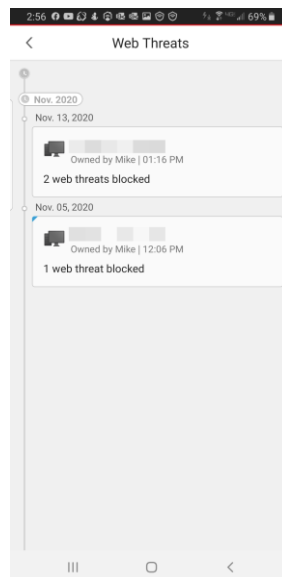 2:56 69%
Web Threats
Nov. 2020
Nov. 13, 2020
Owned by Mike | 01:16 PM
2 web threats blocked
Nov. 05, 2020
Owned by Mike | 12:06 PM
1 web threat blocked